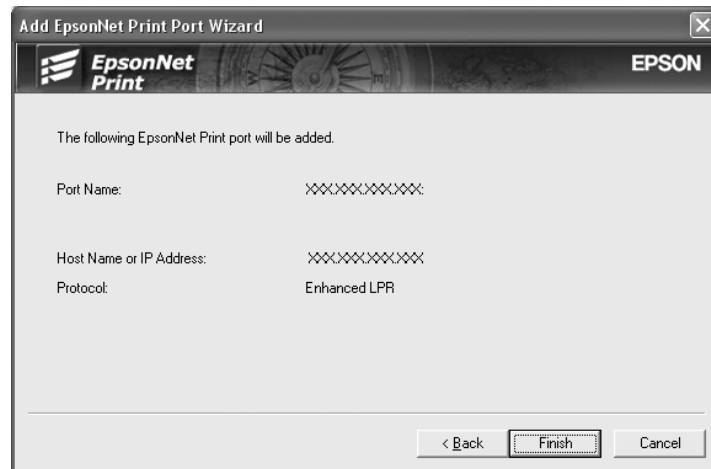 Add EpsonNet Print Port Wizard
EpsonNet
Print
EPSON
The following EpsonNet Print port will be added.
Port Name: XXX.XXX.XXX.XXX:
Host Name or IP Address: XXX.XXX.XXX.XXX
Protocol: Enhanced LPR
< Back Finish Cancel